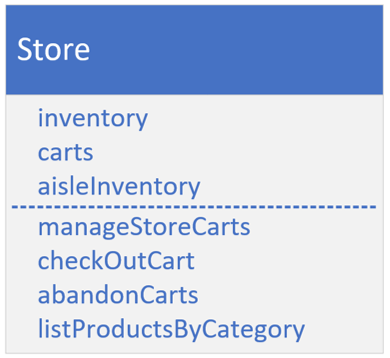 Store
inventory
carts
aisleInventory
manageStoreCarts
checkOutCart
abandonCarts
listProductsByCategory